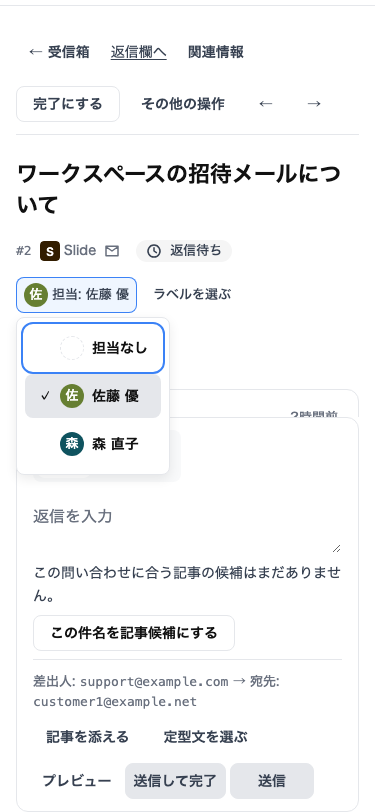 ← 受信箱 返信欄へ 関連情報
完了にする その他の操作 ← →
ワークスペースの招待メールにつ
いて
#2 S Slide 返信待ち
佐 担当: 佐藤 優 ラベルを選ぶ
担当なし
✓ 佐 佐藤 優
森 森 直子
2時間前
返信を入力
この問い合わせに合う記事の候補はまだありませ
ん。
この件名を記事候補にする
差出人: support@example.com → 宛先:
customer1@example.net
記事を添える 定型文を選ぶ
プレビュー 送信して完了 送信